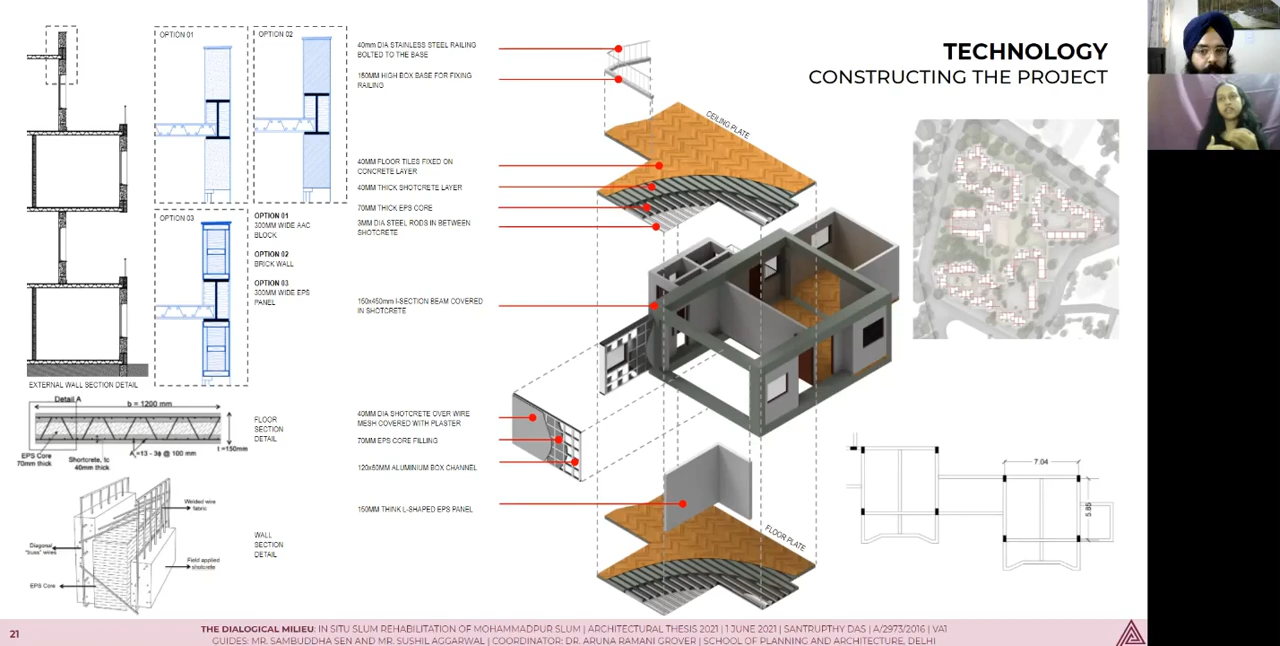 TECHNOLOGY
CONSTRUCTING THE PROJECT
OPTION 01
OPTION 02
OPTION 03
OPTION 01
300MM WIDE AAC
BLOCK
OPTION 02
BRICK WALL
OPTION 03
300MM WIDE EPS
PANEL
EXTERNAL WALL SECTION DETAIL
40mm DIA STAINLESS STEEL RAILING
BOLTED TO THE BASE
150MM HIGH BOX BASE FOR FIXING
RAILING
40MM FLOOR TILES FIXED ON
CONCRETE LAYER
40MM THICK SHOTCRETE LAYER
70MM THICK EPS CORE
3MM DIA STEEL RODS IN BETWEEN
SHOTCRETE
150x450mm I-SECTION BEAM COVERED
IN SHOTCRETE
40MM DIA SHOTCRETE OVER WIRE
MESH COVERED WITH PLASTER
70MM EPS CORE FILLING
120x60MM ALUMINIUM BOX CHANNEL
150MM THINK L-SHAPED EPS PANEL
CEILING PLATE
FLOOR PLATE
Detail A
b = 1200 mm
t =150mm
EPS Core
70mm thick
Shortcrete, tc
40mm thick
=13 - 3ϕ @ 100 mm
FLOOR
SECTION
DETAIL
Welded wire
fabric
Diagonal
"truss" wires
Field applied
shotcrete
EPS Core
WALL
SECTION
DETAIL
7.04
5.86
21
THE DIALOGICAL MILIEU: IN SITU SLUM REHABILITATION OF MOHAMMADPUR SLUM | ARCHITECTURAL THESIS 2021 | 1 JUNE 2021 | SANTRUPTHY DAS | A/2973/2016 | VA1
GUIDES: MR. SAMBUDDHA SEN AND MR. SUSHIL AGGARWAL | COORDINATOR: DR. ARUNA RAMANI GROVER | SCHOOL OF PLANNING AND ARCHITECTURE, DELHI